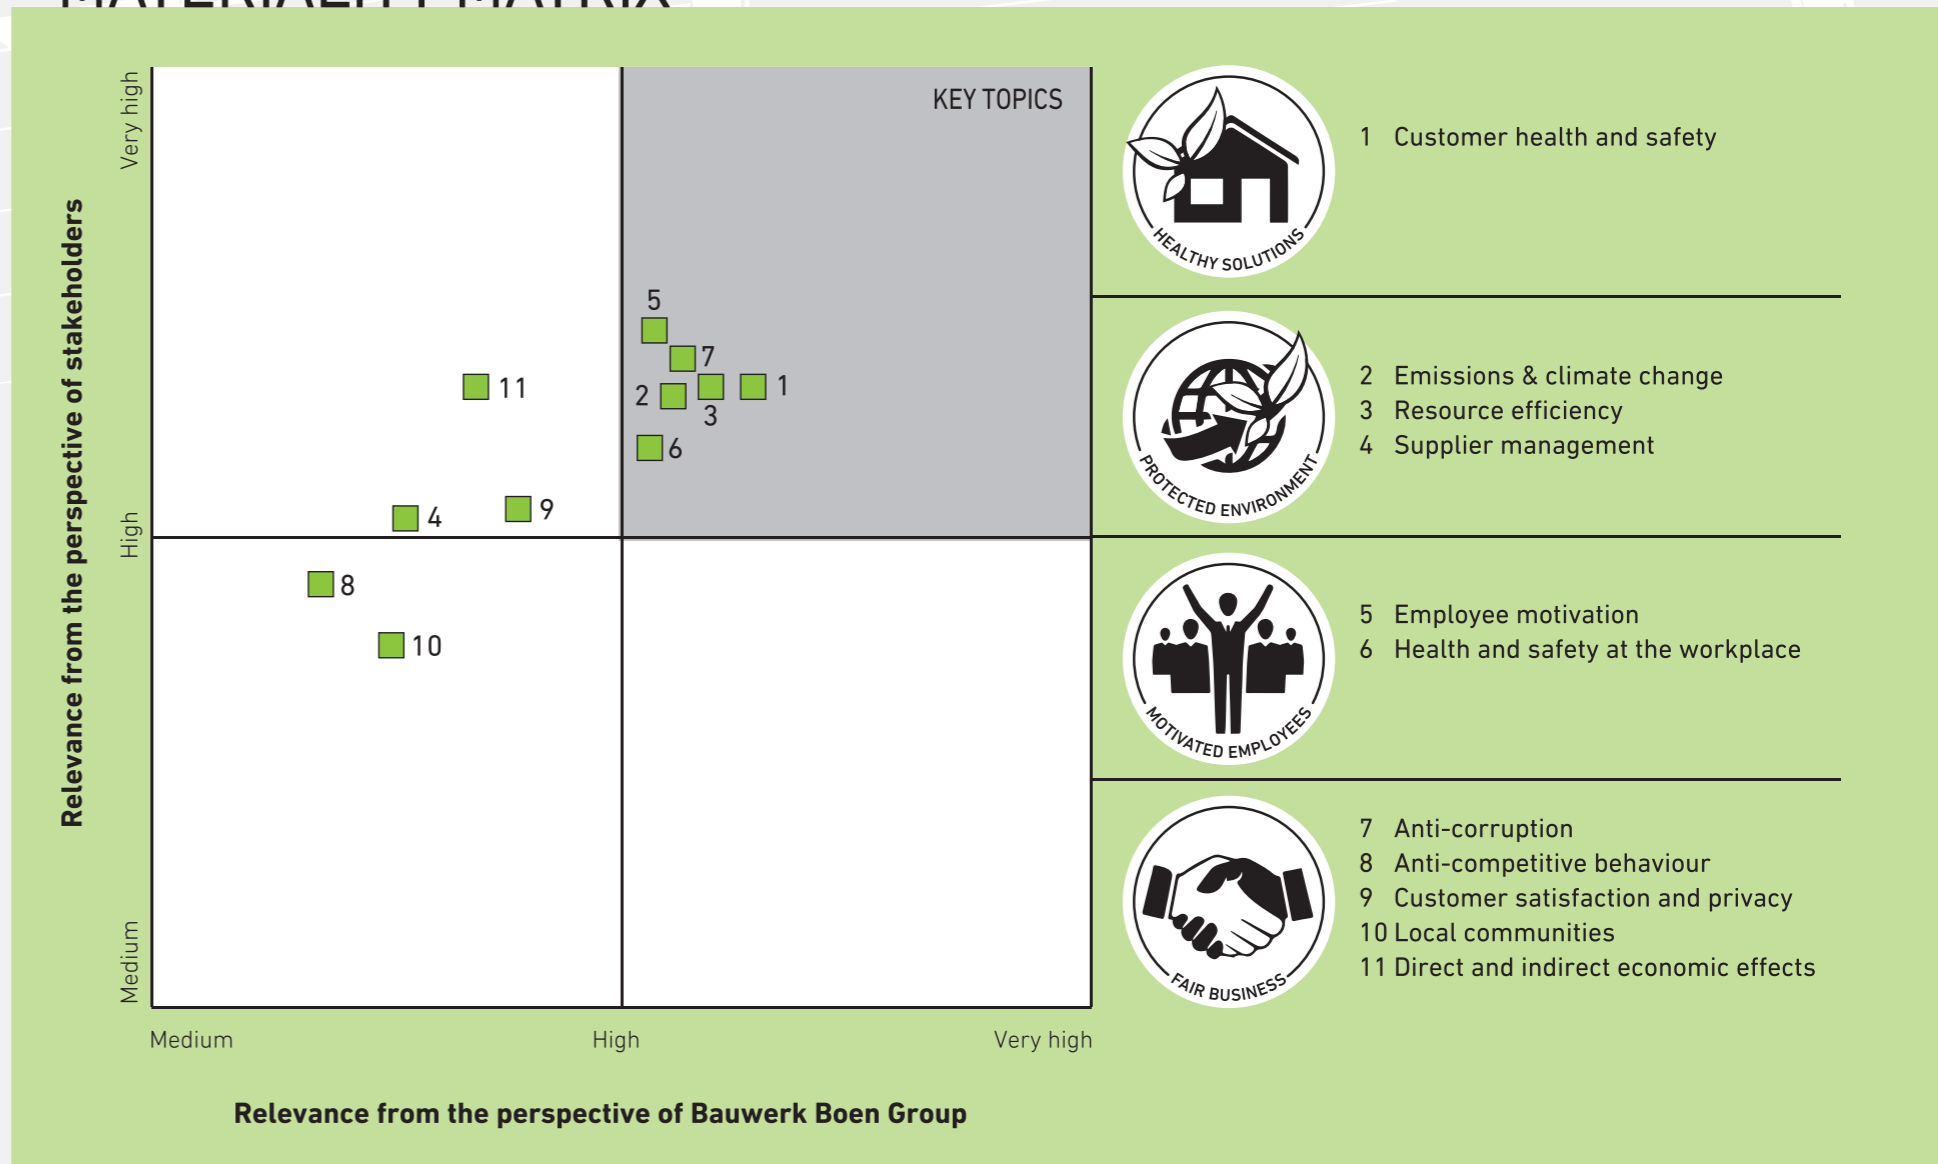 MATERIALITY MATRIX
KEY TOPICS
Very high
High
Medium
Relevance from the perspective of stakeholders
5
7
11
2
3
1
6
4
9
8
10
Medium
High
Very high
Relevance from the perspective of Bauwerk Boen Group
HEALTHY SOLUTIONS
1 Customer health and safety
PROTECTED ENVIRONMENT
2 Emissions & climate change
3 Resource efficiency
4 Supplier management
MOTIVATED EMPLOYEES
5 Employee motivation
6 Health and safety at the workplace
FAIR BUSINESS
7 Anti-corruption
8 Anti-competitive behaviour
9 Customer satisfaction and privacy
10 Local communities
11 Direct and indirect economic effects